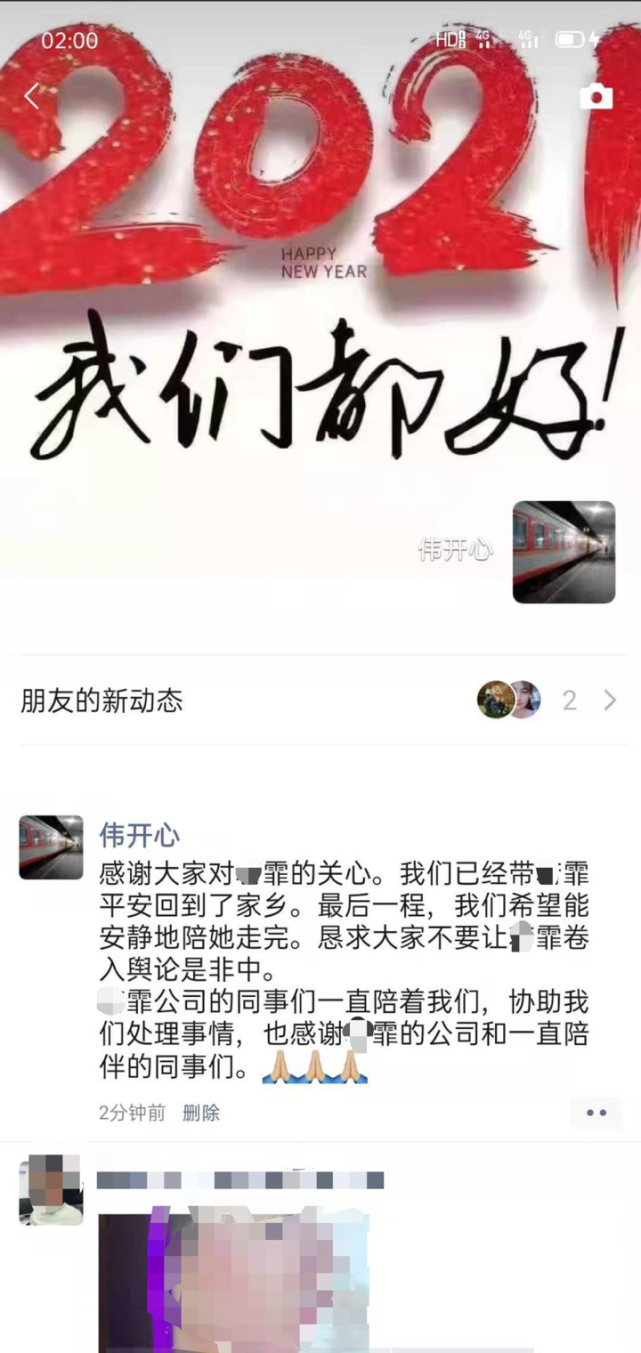 02:00
HD 4G 4G
2021
HAPPY
NEW YEAR
我们都好!
伟开心
朋友的新动态
2
伟开心
感谢大家对霏的关心。我们已经带霏
平安回到了家乡。最后一程，我们希望能
安静地陪她走完。恳求大家不要让霏卷
入舆论是非中。
霏公司的同事们一直陪着我们，协助我
们处理事情，也感谢霏的公司和一直陪
伴的同事们。🙏🏼🙏🏼🙏🏼
2分钟前 删除